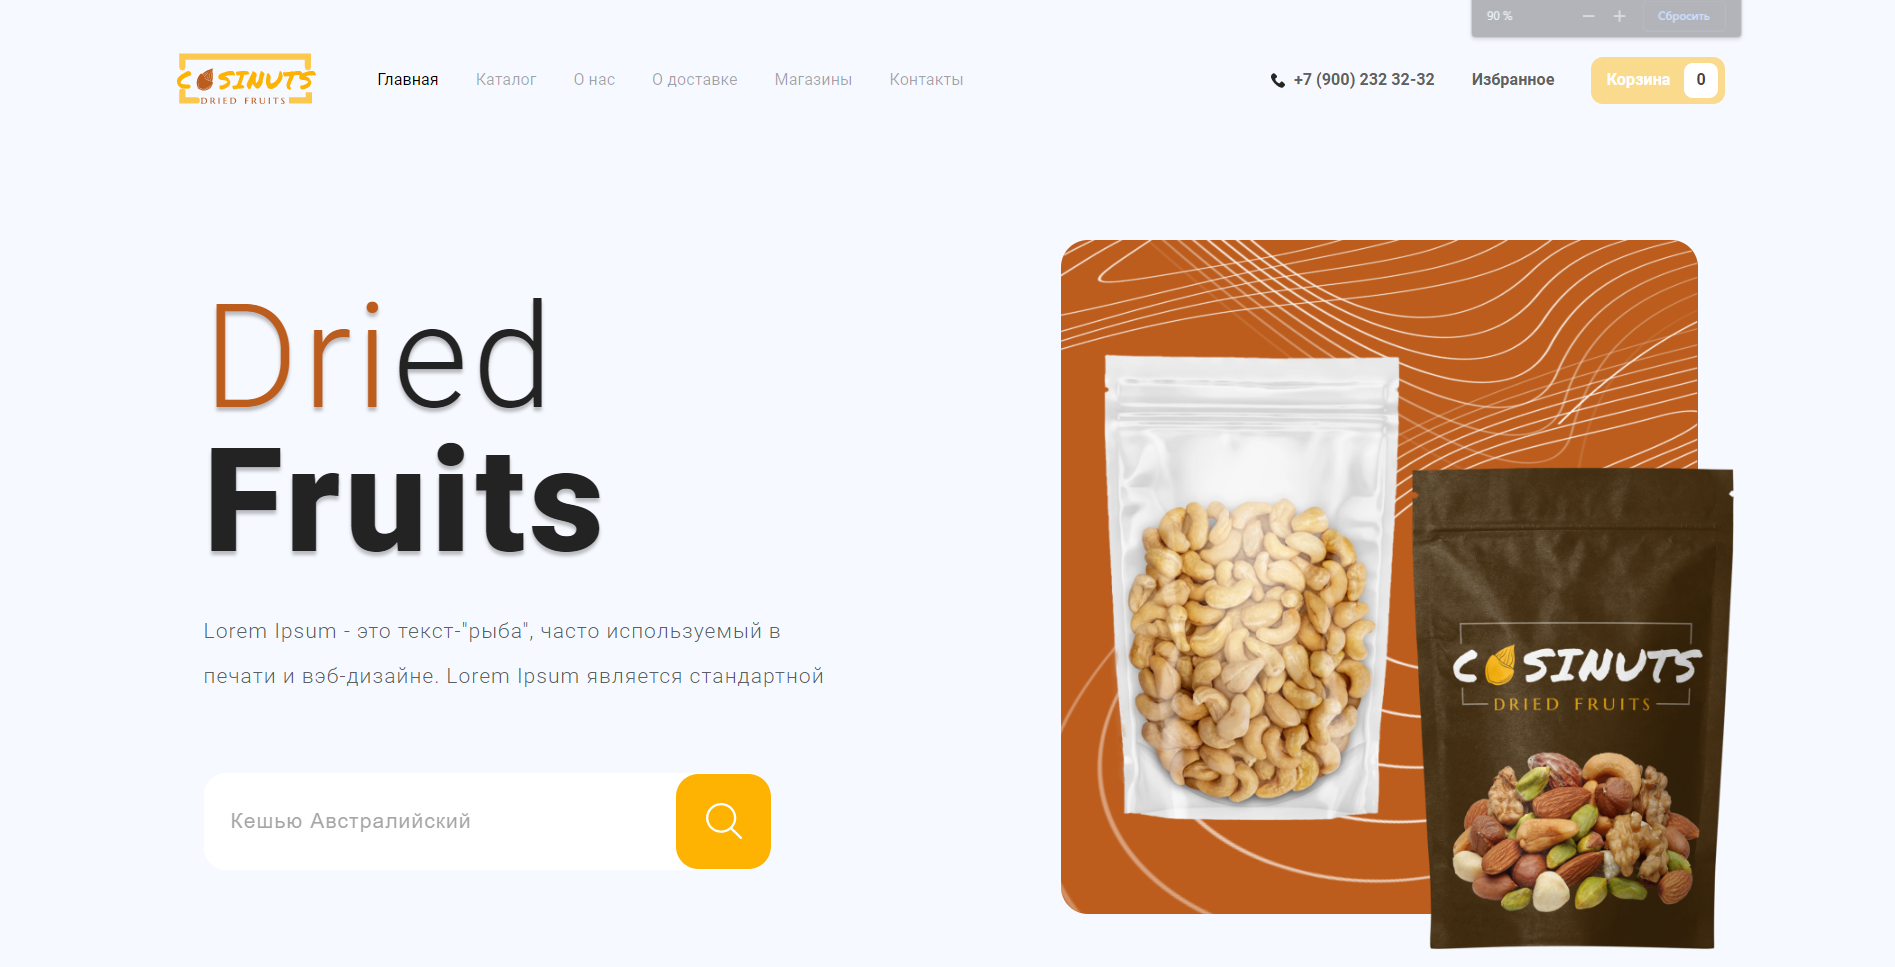 90 %
Сбросить
COSINUTS
DRIED FRUITS
Главная
Каталог
О нас
О доставке
Магазины
Контакты
+7 (900) 232 32-32
Избранное
Корзина
0
Dried
Fruits
Lorem Ipsum - это текст-"рыба", часто используемый в
печати и вэб-дизайне. Lorem Ipsum является стандартной
Кешью Австралийский
COSINUTS
DRIED FRUITS